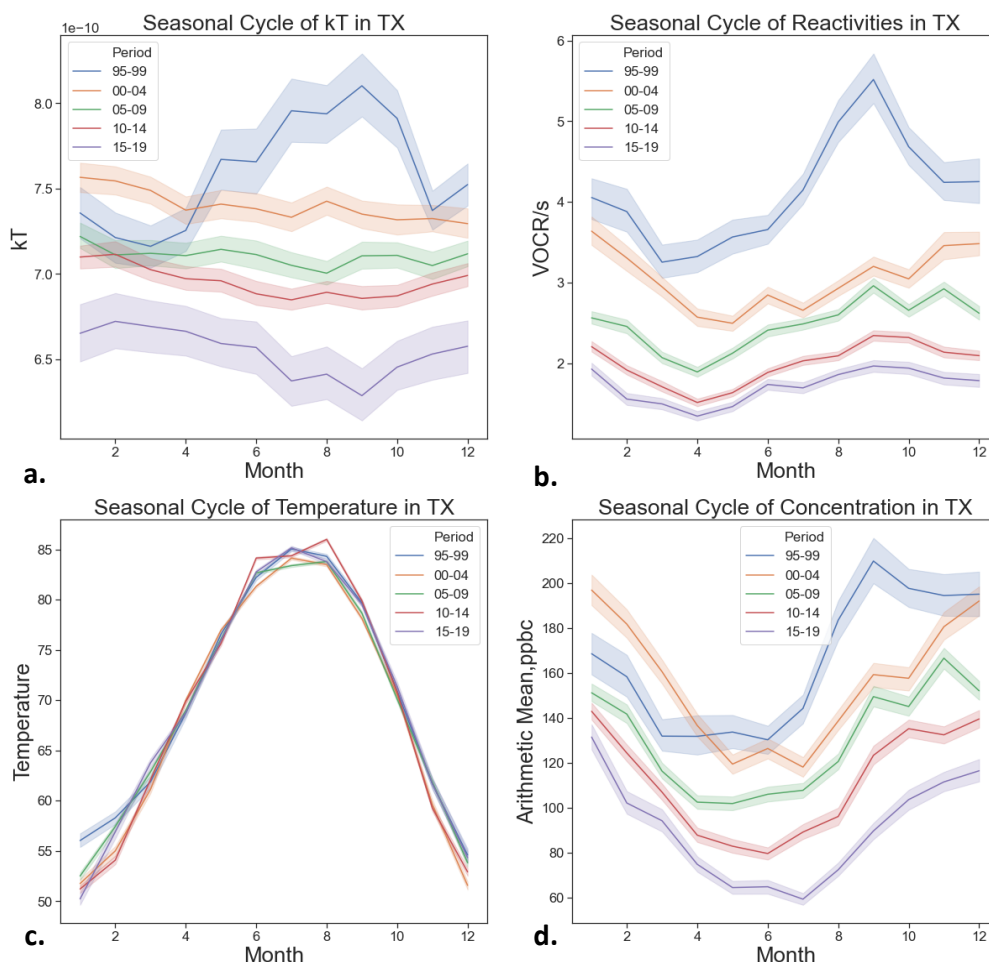 Seasonal Cycle of kT in TX
1e−10
Period
95-99
00-04
05-09
10-14
15-19
8.0
7.5
7.0
6.5
kT
2 4 6 8 10 12
Month
a.
Seasonal Cycle of Reactivities in TX
Period
95-99
00-04
05-09
10-14
15-19
6
5
4
3
2
VOCR/s
2 4 6 8 10 12
Month
b.
Seasonal Cycle of Temperature in TX
Period
95-99
00-04
05-09
10-14
15-19
85
80
75
70
65
60
55
50
Temperature
2 4 6 8 10 12
Month
c.
Seasonal Cycle of Concentration in TX
Period
95-99
00-04
05-09
10-14
15-19
220
200
180
160
140
120
100
80
60
Arithmetic Mean,ppbc
2 4 6 8 10 12
Month
d.